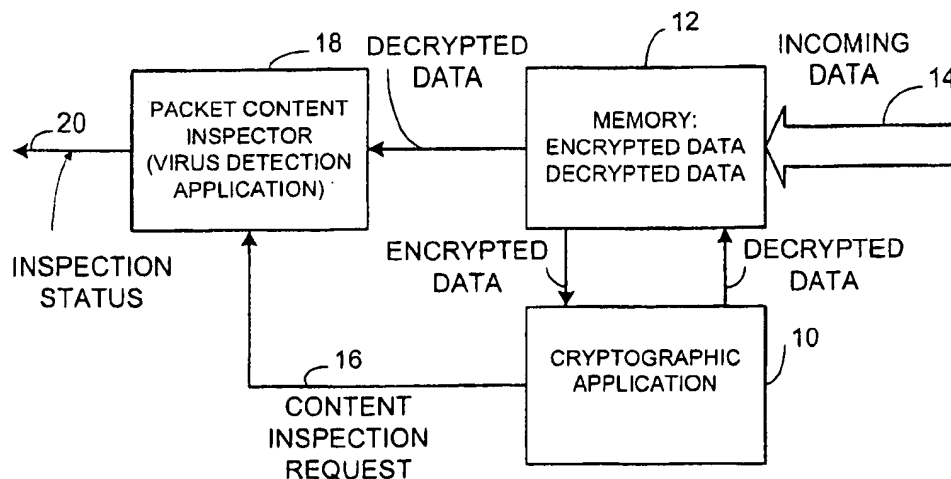 18
DECRYPTED
DATA
12
INCOMING
DATA
14
20
PACKET CONTENT
INSPECTOR
(VIRUS DETECTION
APPLICATION)
MEMORY:
ENCRYPTED DATA
DECRYPTED DATA
INSPECTION
STATUS
ENCRYPTED
DATA
DECRYPTED
DATA
16
CONTENT
INSPECTION
REQUEST
CRYPTOGRAPHIC
APPLICATION
10